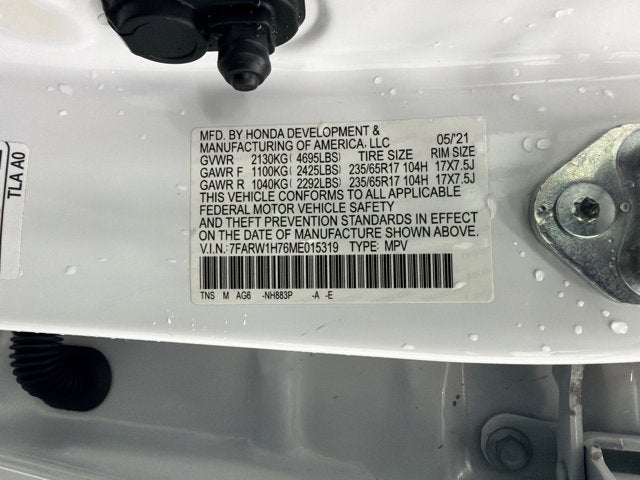 MFD. BY HONDA DEVELOPMENT &
MANUFACTURING OF AMERICA, LLC 05/'21
GVWR 2130KG( 4695LBS) TIRE SIZE RIM SIZE
GAWR F 1100KG( 2425LBS) 235/65R17 104H 17X7.5J
GAWR R 1040KG( 2292LBS) 235/65R17 104H 17X7.5J
THIS VEHICLE CONFORMS TO ALL APPLICABLE
FEDERAL MOTOR VEHICLE SAFETY
AND THEFT PREVENTION STANDARDS IN EFFECT
ON THE DATE OF MANUFACTURE SHOWN ABOVE.
V.I.N.: 7FARW1H76ME015319 TYPE: MPV
TNS M AG6 -NH883P -A -E
TLA A0